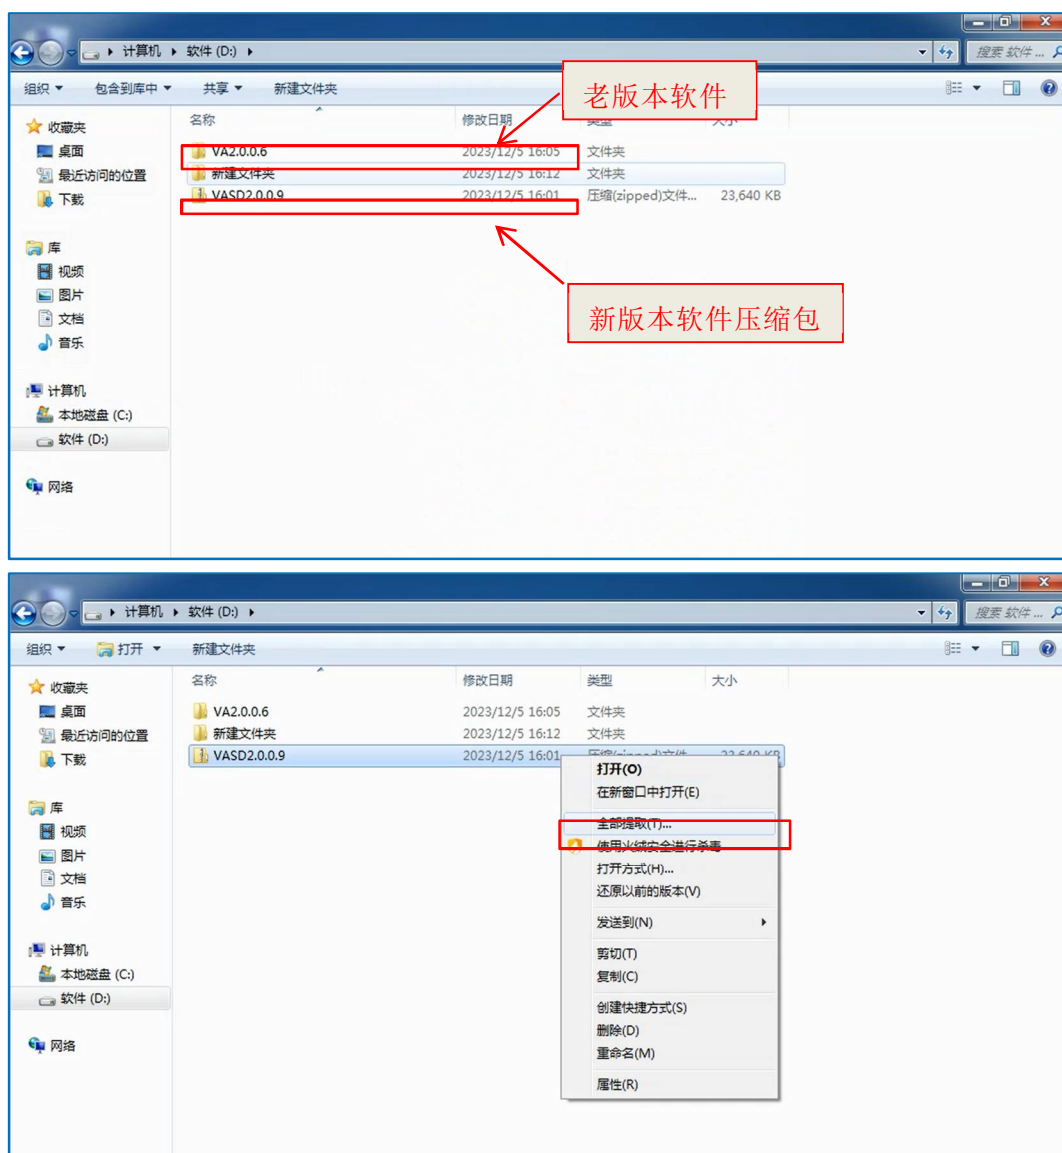 计算机 软件 (D:) 搜索 软件 ...
组织 包含到库中 共享 新建文件夹
老版本软件
收藏夹
桌面
最近访问的位置
下载
库
视频
图片
文档
音乐
计算机
本地磁盘 (C:)
软件 (D:)
网络
名称 修改日期 类型 大小
VA2.0.0.6 2023/12/5 16:05 文件夹
新建文件夹 2023/12/5 16:12 文件夹
VASD2.0.0.9 2023/12/5 16:01 压缩(zipped)文件... 23,640 KB
新版本软件压缩包
计算机 软件 (D:) 搜索 软件 ...
组织 打开 新建文件夹
收藏夹
桌面
最近访问的位置
下载
库
视频
图片
文档
音乐
计算机
本地磁盘 (C:)
软件 (D:)
网络
名称 修改日期 类型 大小
VA2.0.0.6 2023/12/5 16:05 文件夹
新建文件夹 2023/12/5 16:12 文件夹
VASD2.0.0.9 2023/12/5 16:01 压缩(zipped)文件... 23,640 KB
打开(O)
在新窗口中打开(E)
全部提取(T)...
使用火绒安全进行杀毒
打开方式(H)...
还原以前的版本(V)
发送到(N)
剪切(T)
复制(C)
创建快捷方式(S)
删除(D)
重命名(M)
属性(R)